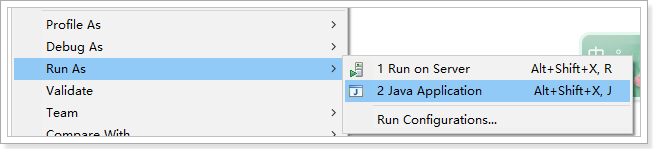 Profile As
Debug As
Run As
Validate
Team
Compare With
1 Run on Server Alt+Shift+X, R
2 Java Application Alt+Shift+X, J
Run Configurations...